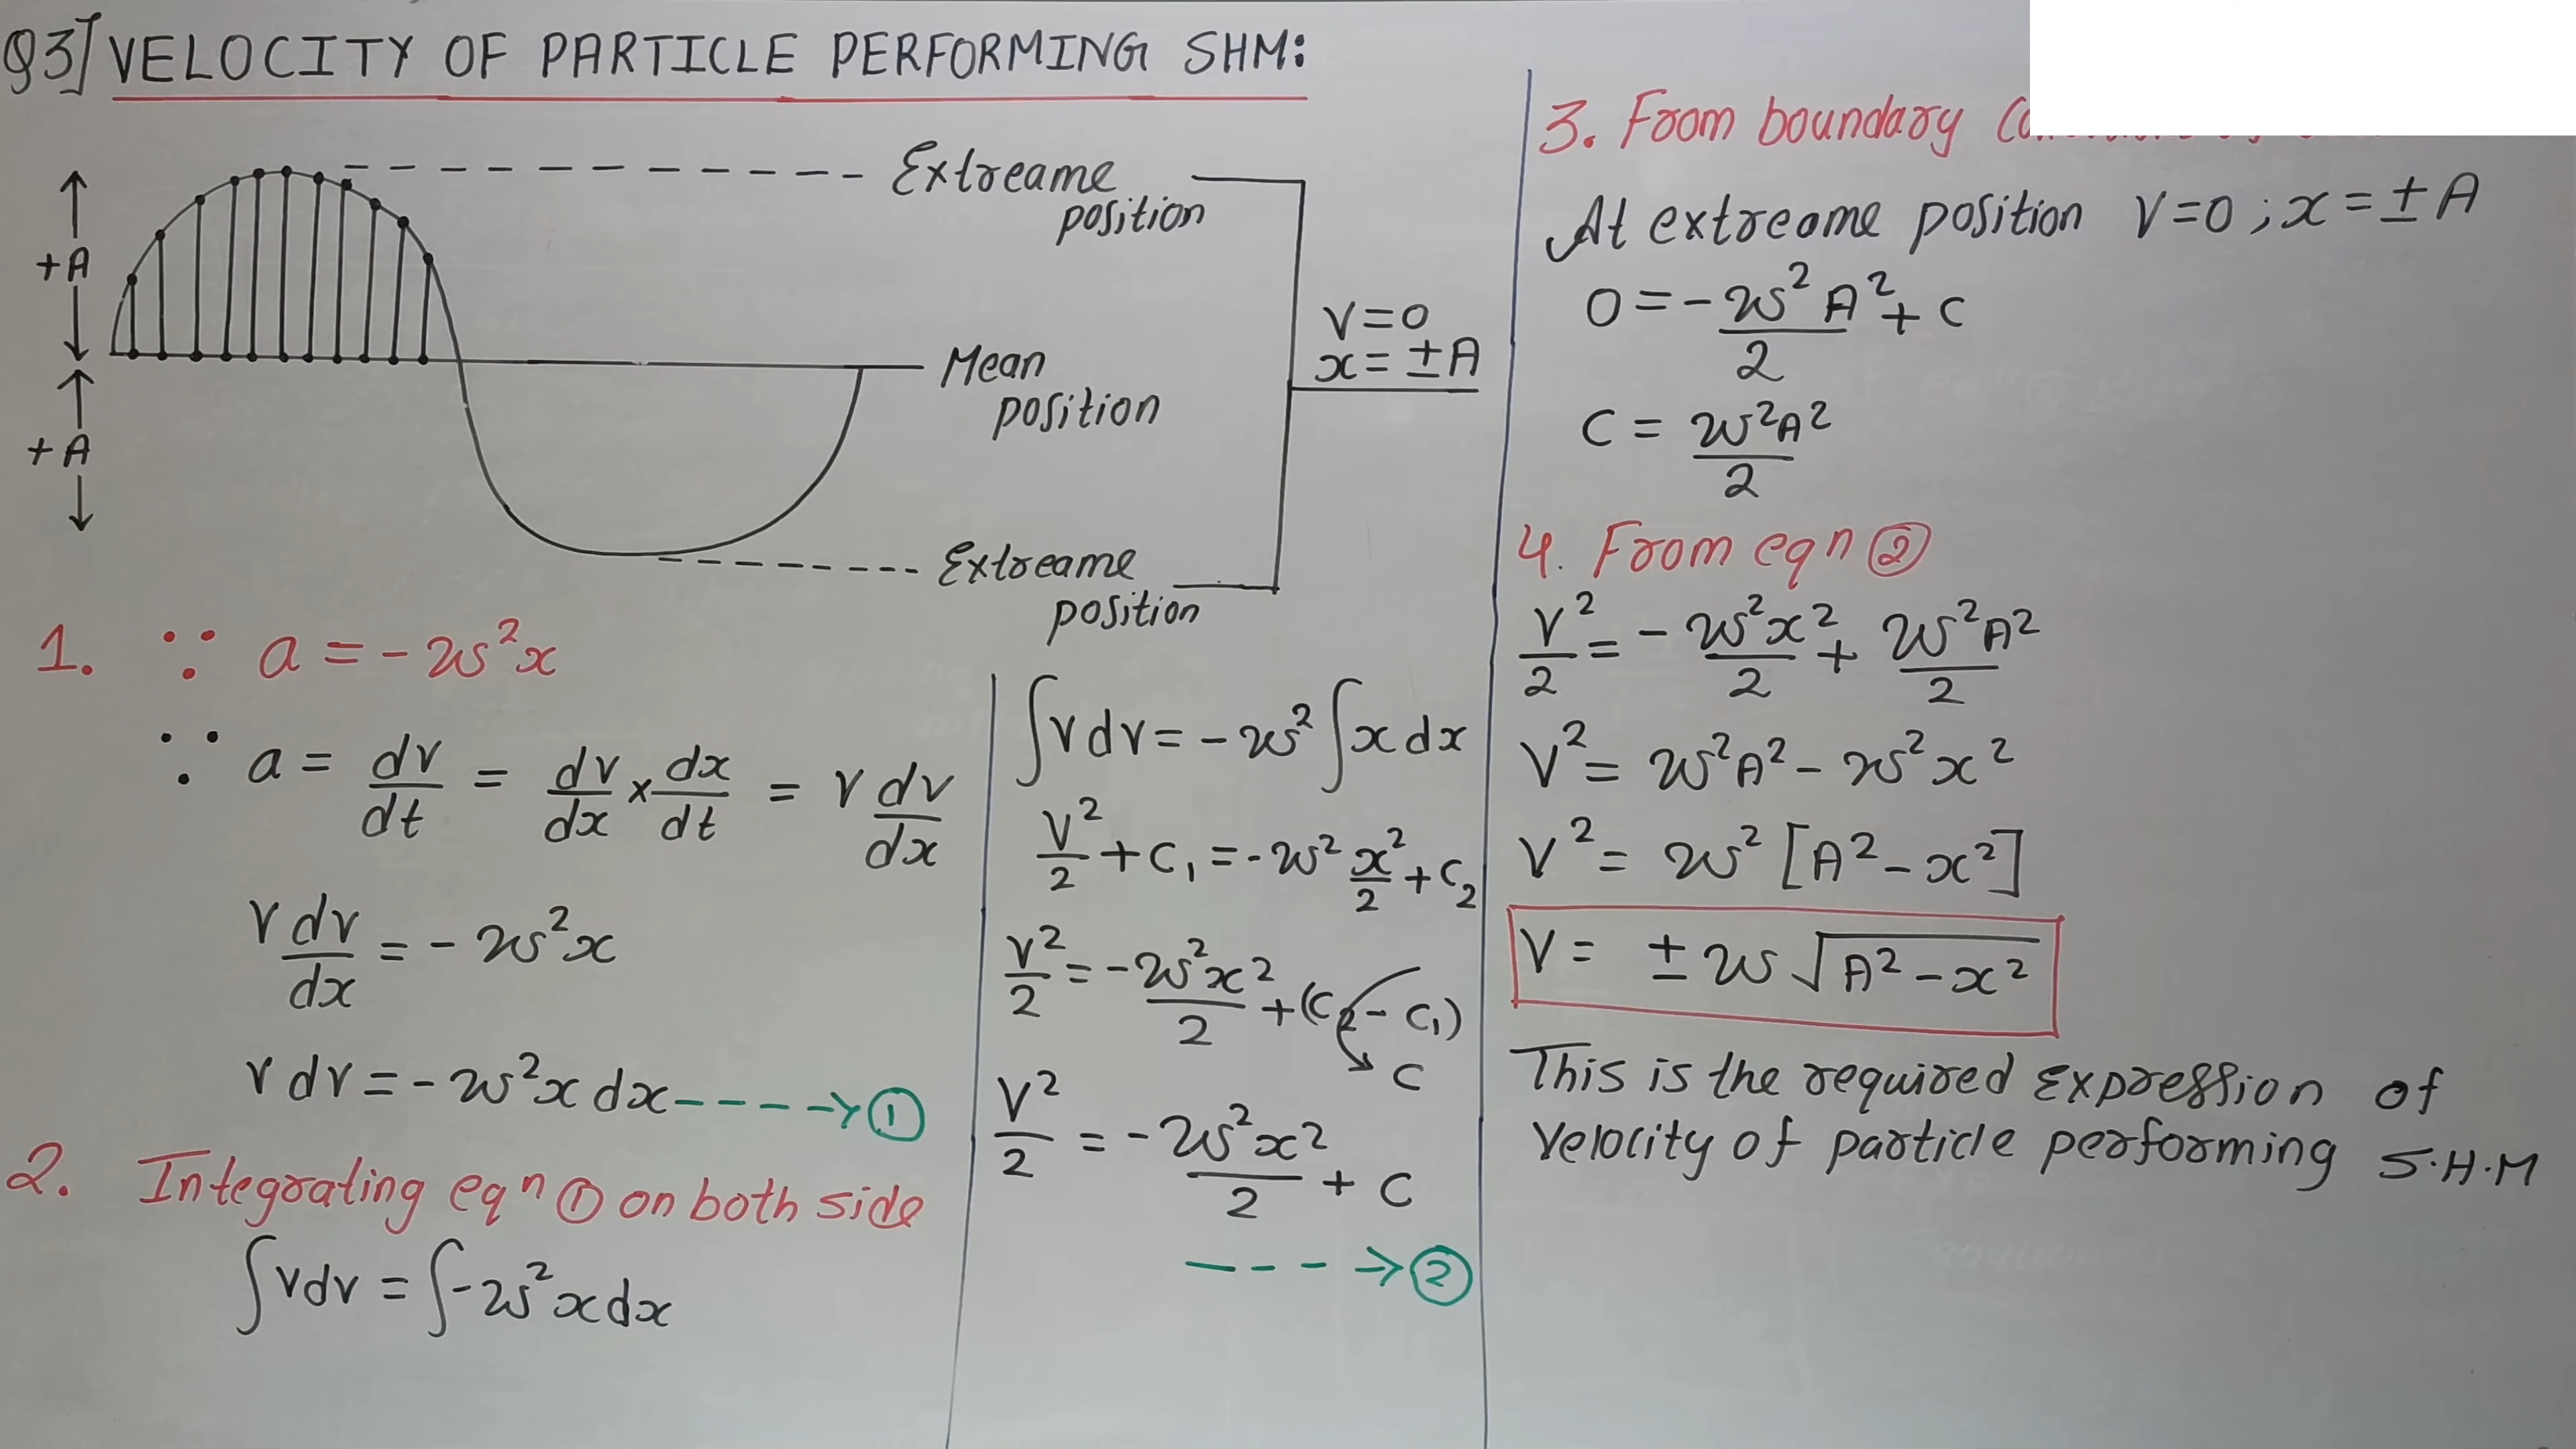 Q3] VELOCITY OF PARTICLE PERFORMING SHM:
Extreame
position
+A
Mean
position
+A
Extreame
position
V=0
x=±A
1. ∵ a = -ω²x
∵ a = dv/dt = dv/dx × dx/dt = v dv/dx
v dv/dx = -ω²x
v dv = -ω²x dx ----→ ①
2. Integrating eqn ① on both side
∫v dv = ∫-ω²x dx
∫v dv = -ω² ∫x dx
v²/2 + C₁ = -ω² x²/2 + C₂
v²/2 = -ω²x²/2 + (C₂ - C₁)
C
v²/2 = -ω²x²/2 + C
---→ ②
3. From boundary
At extreame position V=0 ; x=±A
0 = -ω²A²/2 + C
C = ω²A²/2
4. From eqn ②
V²/2 = -ω²x²/2 + ω²A²/2
V² = ω²A² - ω²x²
V² = ω² [A² - x²]
V = ± ω √A² - x²
This is the required Expression of
Velocity of particle performing S.H.M